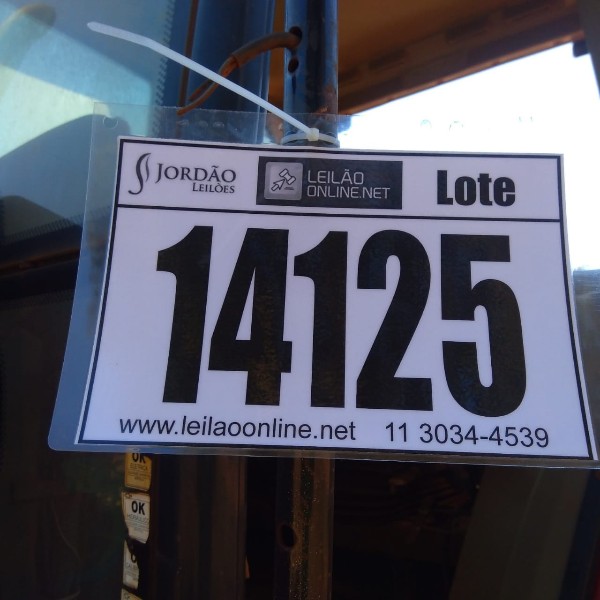 JORDÃO
LEILÕES
LEILÃO
ONLINE.NET
Lote
14125
www.leilaoonline.net 11 3034-4539
OK
OK